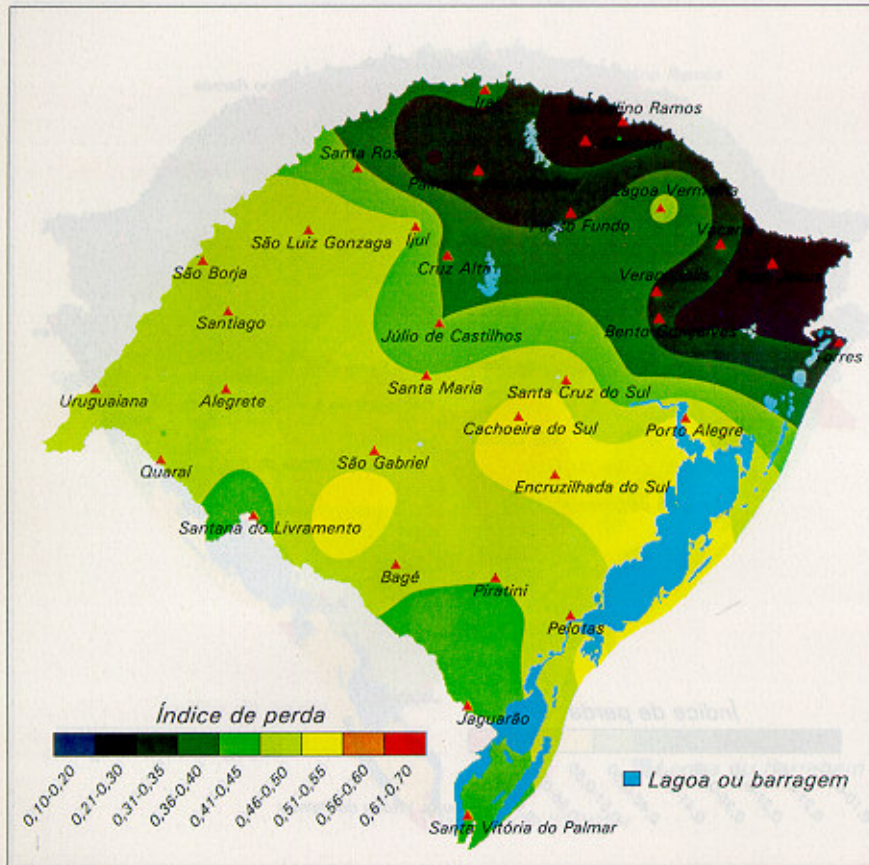 Santa Rosa
Lagoa Vermelha
Passo Fundo
São Luiz Gonzaga
Ijuí
Vacaria
São Borja
Cruz Alta
Veranópolis
Santiago
Júlio de Castilhos
Bento Gonçalves
Torres
Uruguaiana
Alegrete
Santa Maria
Santa Cruz do Sul
Cachoeira do Sul
Porto Alegre
Quaraí
São Gabriel
Encruzilhada do Sul
Santana do Livramento
Bagé
Piratini
Pelotas
Jaguarão
Santa Vitória do Palmar
Índice de perda
0,10-0,20
0,21-0,30
0,31-0,35
0,36-0,40
0,41-0,45
0,46-0,50
0,51-0,55
0,56-0,60
0,61-0,70
Lagoa ou barragem